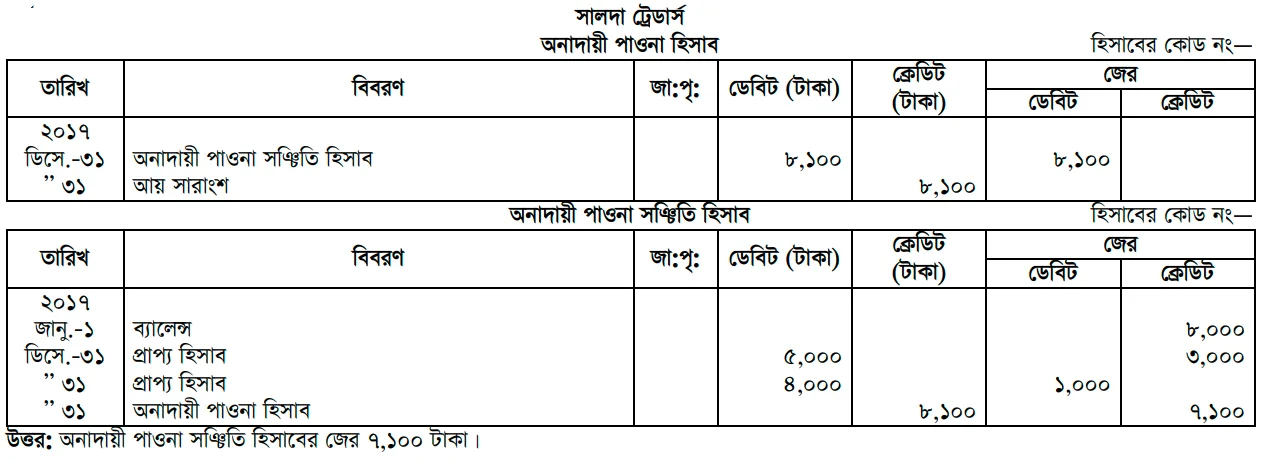 সালদা ট্রেডার্স
অনাদায়ী পাওনা হিসাব হিসাবের কোড নং–
তারিখ বিবরণ জা:পৃ: ডেবিট (টাকা) ক্রেডিট (টাকা) জের
ডেবিট ক্রেডিট
২০১৭
ডিসে.-৩১ অনাদায়ী পাওনা সঞ্চিতি হিসাব ৮,১০০ ৮,১০০
” ৩১ আয় সারাংশ ৮,১০০
অনাদায়ী পাওনা সঞ্চিতি হিসাব হিসাবের কোড নং–
তারিখ বিবরণ জা:পৃ: ডেবিট (টাকা) ক্রেডিট (টাকা) জের
ডেবিট ক্রেডিট
২০১৭
জানু.-১ ব্যালেন্স ৮,০০০
ডিসে.-৩১ প্রাপ্য হিসাব ৫,০০০ ৩,০০০
” ৩১ প্রাপ্য হিসাব ৪,০০০ ১,০০০
” ৩১ অনাদায়ী পাওনা হিসাব ৮,১০০ ৭,১০০
উত্তর: অনাদায়ী পাওনা সঞ্চিতি হিসাবের জের ৭,১০০ টাকা।